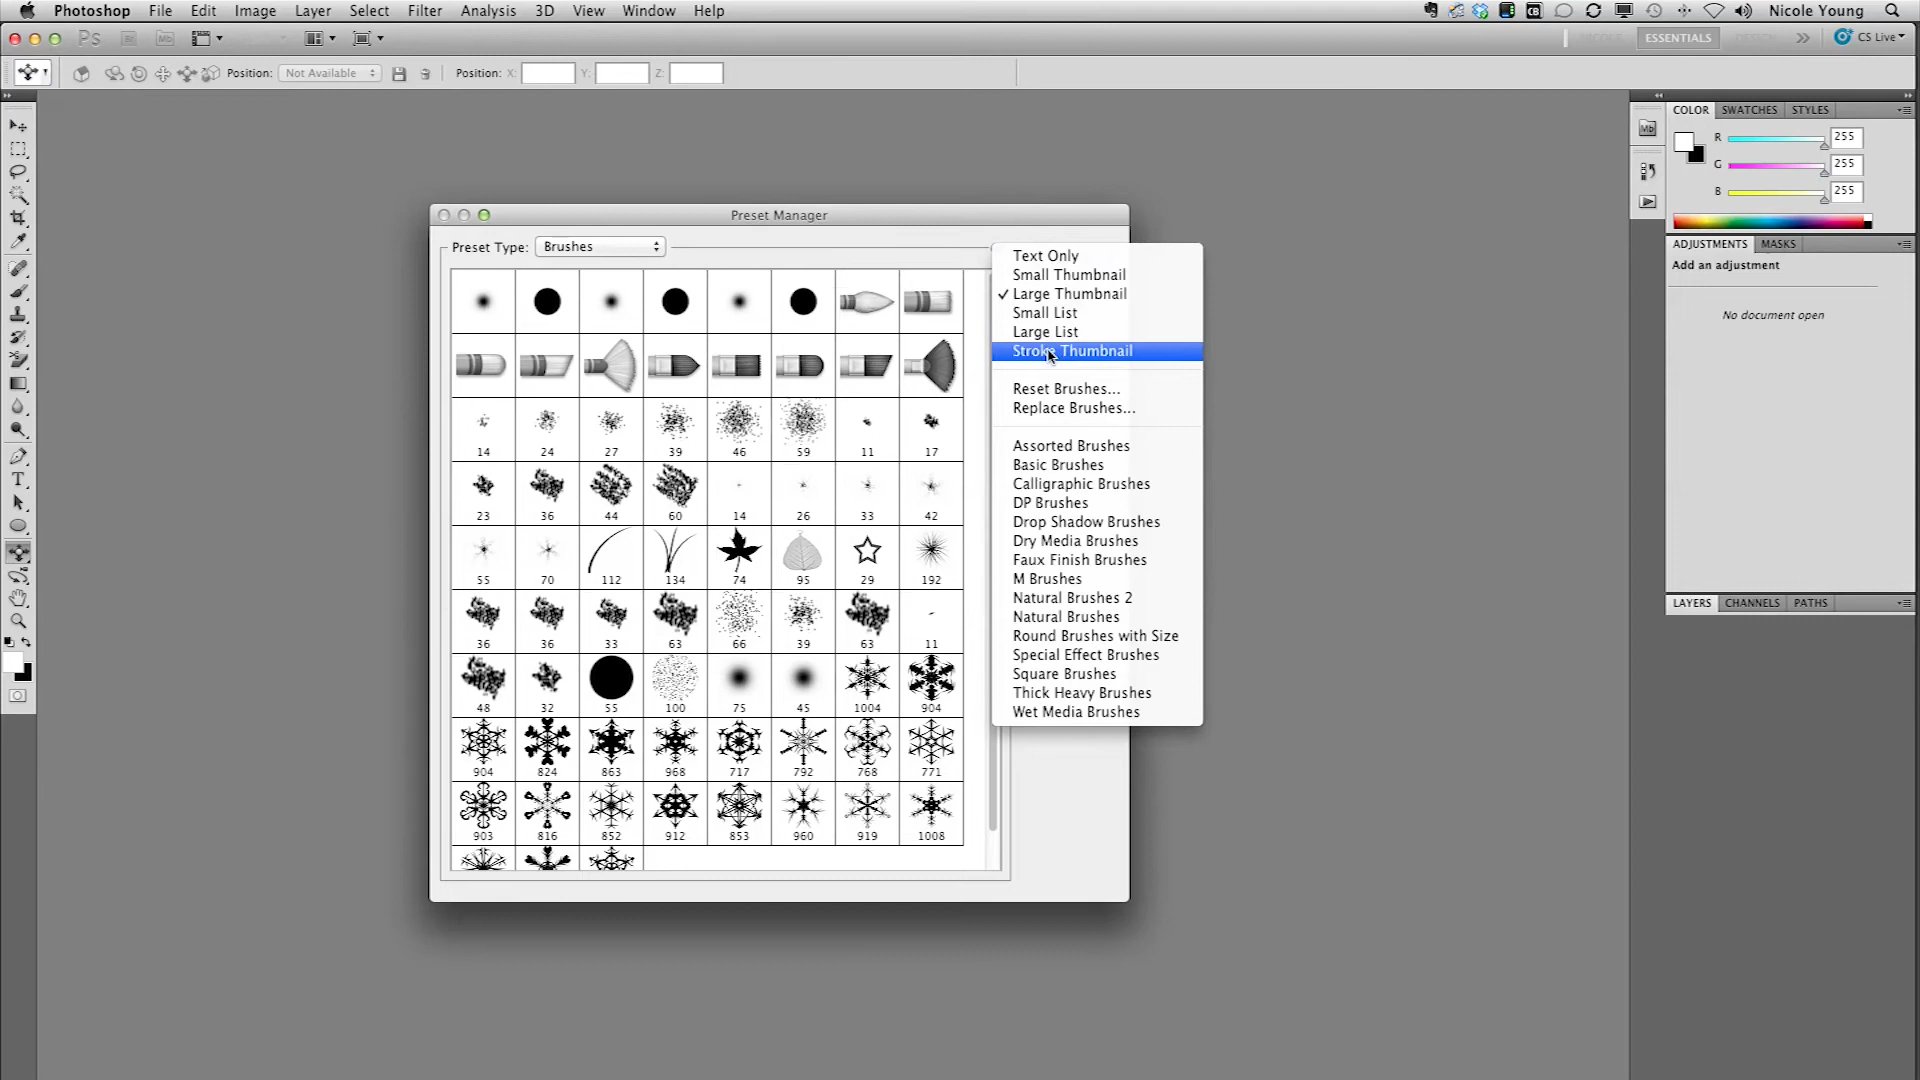 Photoshop File Edit Image Layer Select Filter Analysis 3D View Window Help Nicole Young
Ps Br Mb ESSENTIALS DESIGN CS Live
Position: Not Available Position: X: Y: Z:
COLOR SWATCHES STYLES
R 255
G 255
B 255
ADJUSTMENTS MASKS
Add an adjustment
No document open
LAYERS CHANNELS PATHS
Mb
T
Preset Manager
Preset Type: Brushes
14 24 27 39 46 59 11 17
23 36 44 60 14 26 33 42
55 70 112 134 74 95 29 192
36 36 33 63 66 39 63 11
48 32 55 100 75 45 1004 904
904 824 863 968 717 792 768 771
903 816 852 912 853 960 919 1008
Text Only
Small Thumbnail
✓ Large Thumbnail
Small List
Large List
Stroke Thumbnail
Reset Brushes...
Replace Brushes...
Assorted Brushes
Basic Brushes
Calligraphic Brushes
DP Brushes
Drop Shadow Brushes
Dry Media Brushes
Faux Finish Brushes
M Brushes
Natural Brushes 2
Natural Brushes
Round Brushes with Size
Special Effect Brushes
Square Brushes
Thick Heavy Brushes
Wet Media Brushes